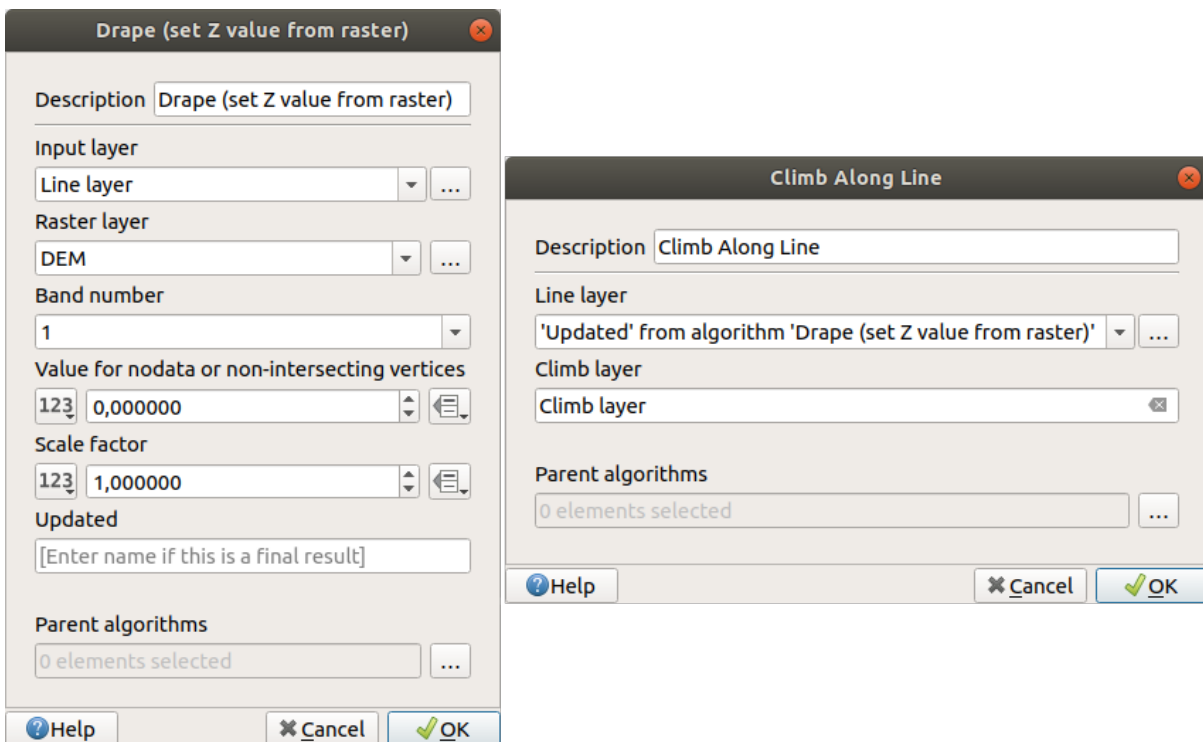 Drape (set Z value from raster)
Description Drape (set Z value from raster)
Input layer
Line layer
...
Raster layer
DEM
...
Band number
1
Value for nodata or non-intersecting vertices
123 0,000000
Scale factor
123 1,000000
Updated
[Enter name if this is a final result]
Parent algorithms
0 elements selected
...
Help Cancel OK
Climb Along Line
Description Climb Along Line
Line layer
'Updated' from algorithm 'Drape (set Z value from raster)'
...
Climb layer
Climb layer
Parent algorithms
0 elements selected
...
Help Cancel OK